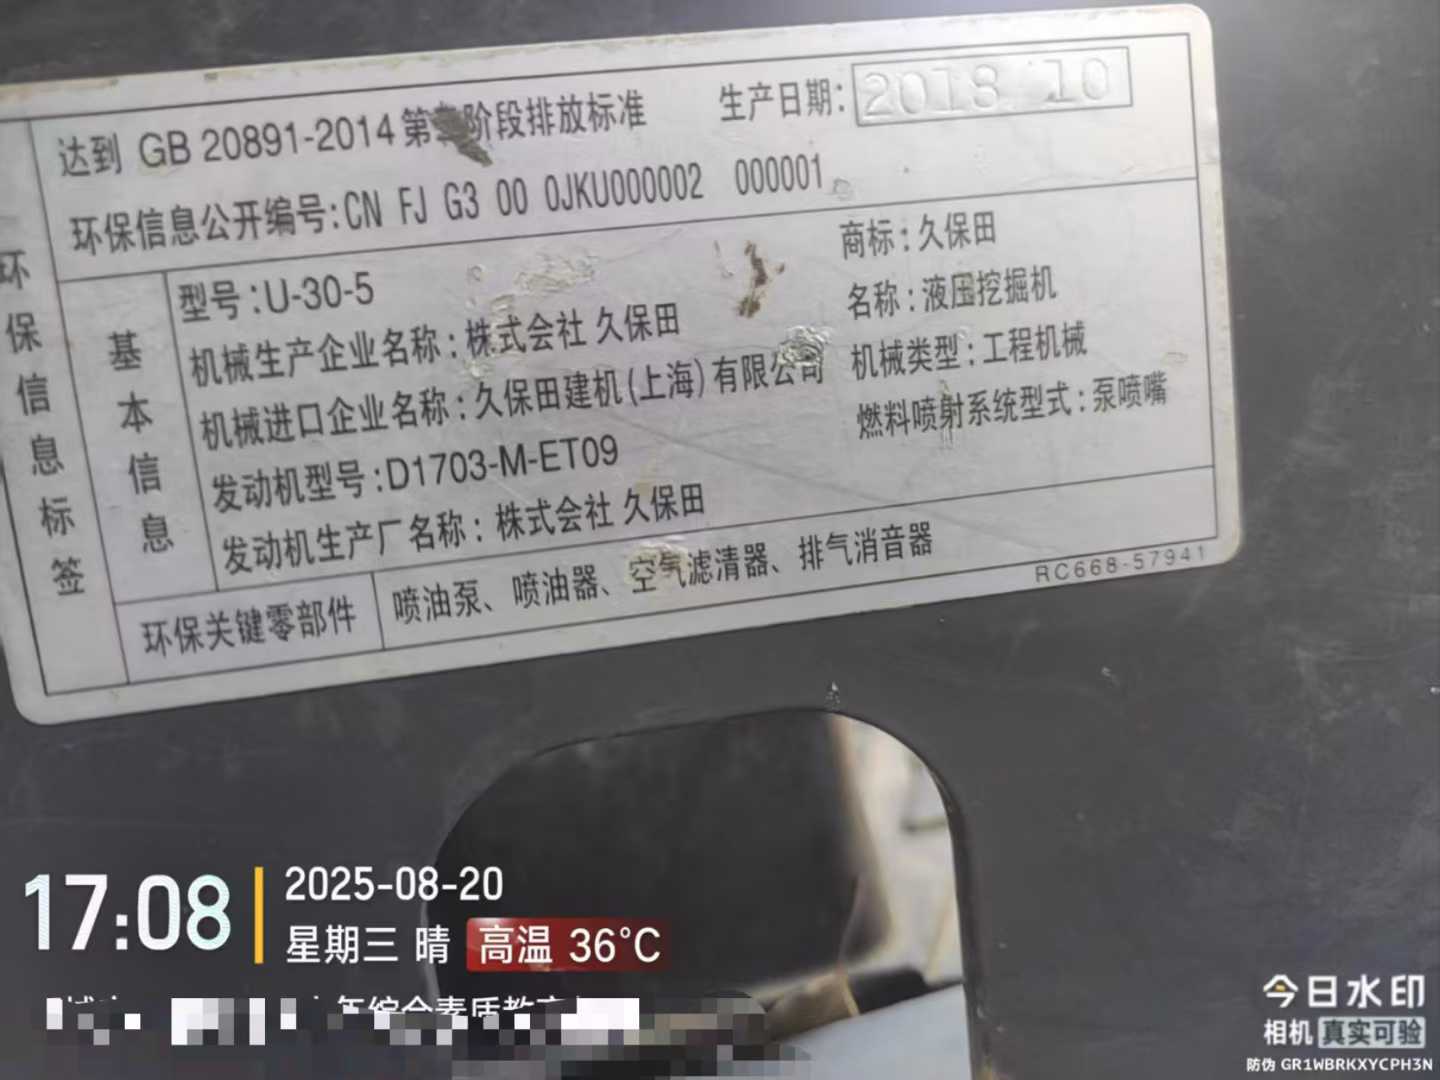 环保信息标签
达到 GB 20891-2014 第 阶段排放标准 生产日期: 2018 10
环保信息公开编号:CN FJ G3 00 0JKU000002 000001
基本信息
型号:U-30-5 商标:久保田
机械生产企业名称:株式会社 久保田 名称:液压挖掘机
机械进口企业名称:久保田建机(上海)有限公司 机械类型:工程机械
发动机型号:D1703-M-ET09 燃料喷射系统型式:泵喷嘴
发动机生产厂名称: 株式会社 久保田
环保关键零部件 喷油泵、喷油器、空气滤清器、排气消音器
RC668-57941
17:08
2025-08-20
星期三 晴 高温 36°C
年综合素质教育
今日水印
相机 真实可验
防伪 GR1WBRKXYCPH3N